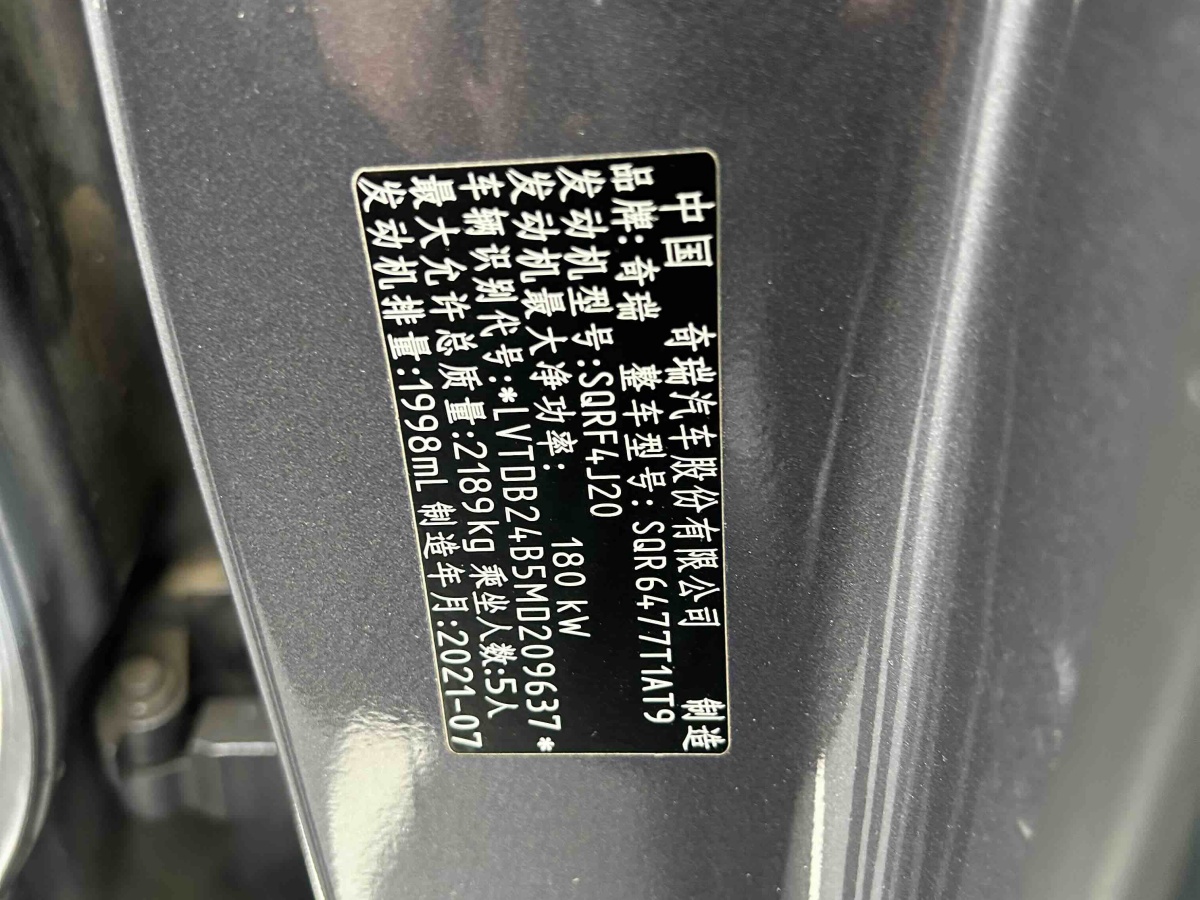 中国 奇瑞汽车股份有限公司 制造
品牌:奇瑞 整车型号:SQR6477T1AT9
发动机型号:SQRF4J20
发动机最大净功率: 180 kW
车辆识别代号:*LVTDB24B5MD209637*
最大允许总质量:2189kg 乘坐人数:5人
发动机排量:1998mL 制造年月:2021-07